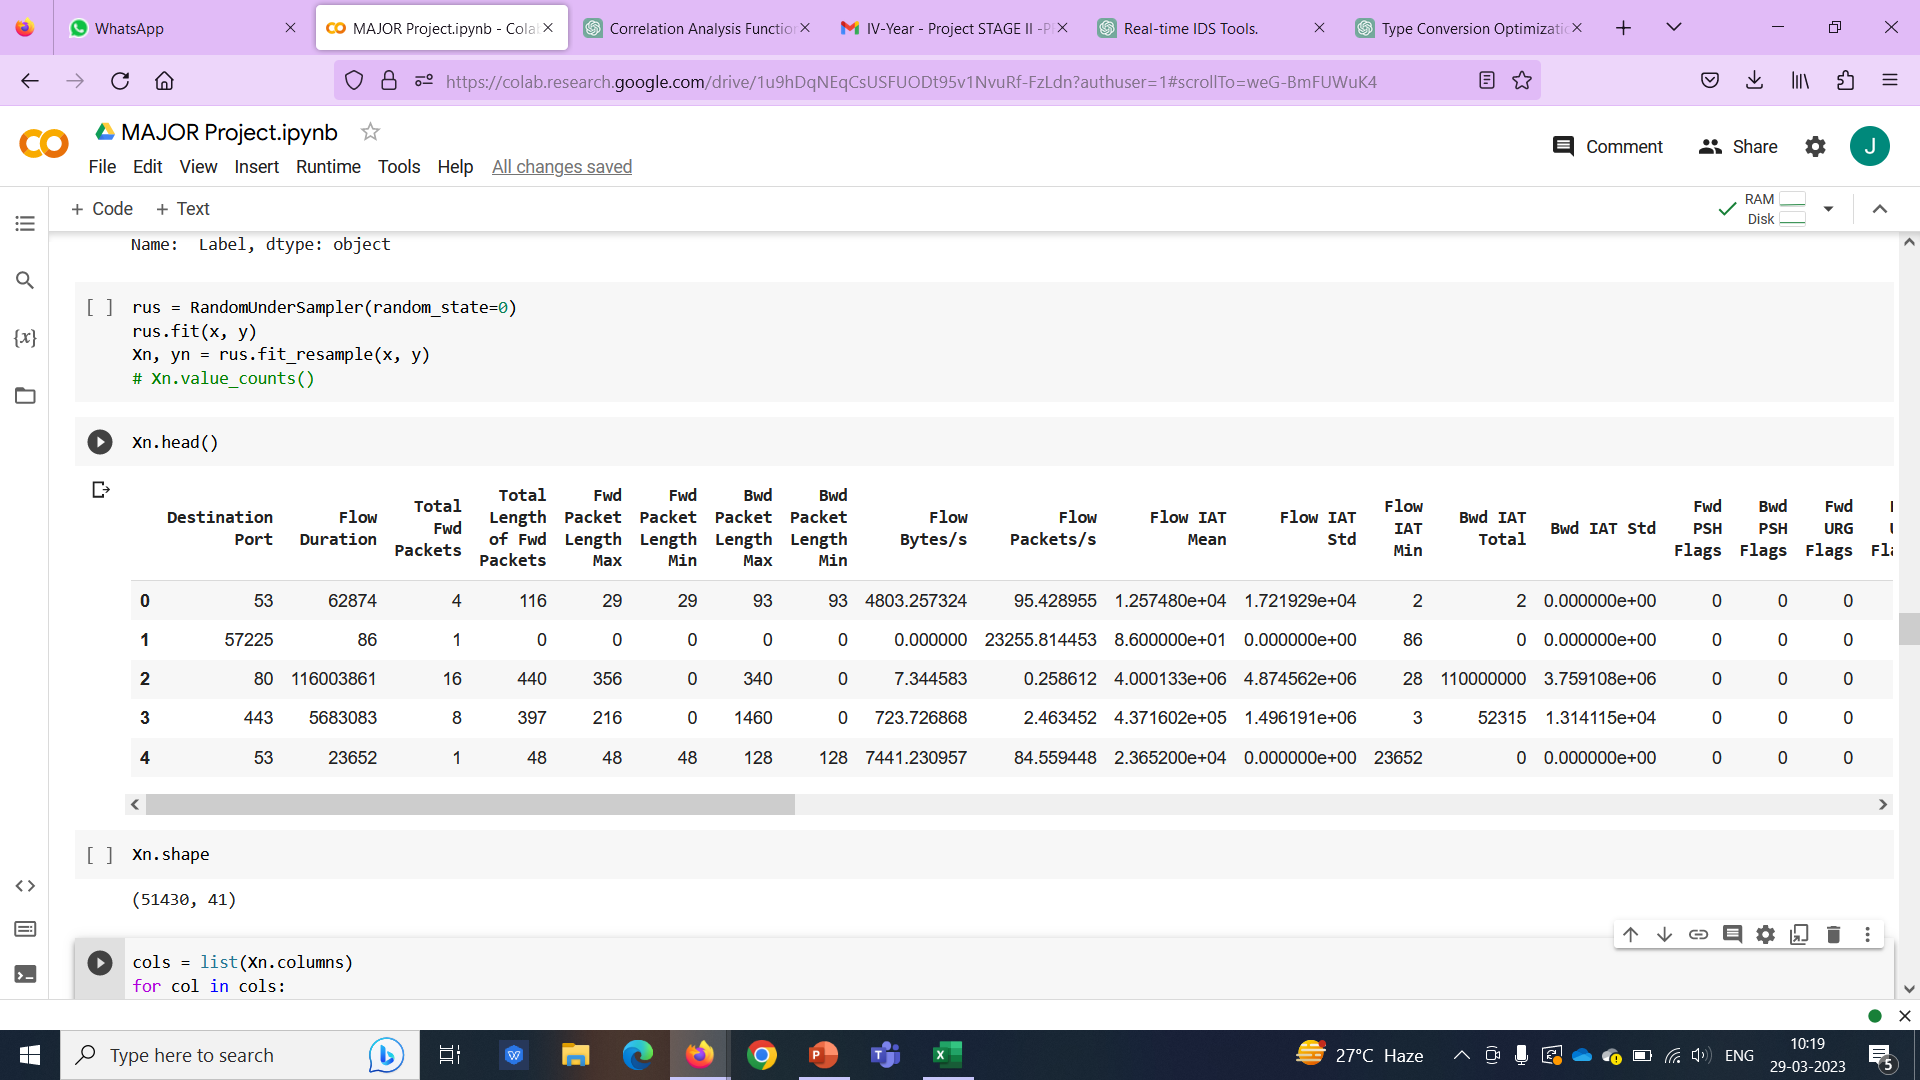 WhatsApp
MAJOR Project.ipynb - Cola
Correlation Analysis Function
IV-Year - Project STAGE II -P
Real-time IDS Tools.
Type Conversion Optimizatio
https://colab.research.google.com/drive/1u9hDqNEqCsUSFUODt95v1NvuRf-FzLdn?authuser=1#scrollTo=weG-BmFUWuK4
MAJOR Project.ipynb
Comment
Share
J
File Edit View Insert Runtime Tools Help All changes saved
+ Code + Text
RAM
Disk
Name:  Label, dtype: object
[ ] rus = RandomUnderSampler(random_state=0)
rus.fit(x, y)
Xn, yn = rus.fit_resample(x, y)
# Xn.value_counts()
Xn.head()
Destination Port Flow Duration Total Fwd Packets Total Length of Fwd Packets Fwd Packet Length Max Fwd Packet Length Min Bwd Packet Length Max Bwd Packet Length Min Flow Bytes/s Flow Packets/s Flow IAT Mean Flow IAT Std Flow IAT Min Bwd IAT Total Bwd IAT Std Fwd PSH Flags Bwd PSH Flags Fwd URG Flags
0 53 62874 4 116 29 29 93 93 4803.257324 95.428955 1.257480e+04 1.721929e+04 2 2 0.000000e+00 0 0 0
1 57225 86 1 0 0 0 0 0 0.000000 23255.814453 8.600000e+01 0.000000e+00 86 0 0.000000e+00 0 0 0
2 80 116003861 16 440 356 0 340 0 7.344583 0.258612 4.000133e+06 4.874562e+06 28 110000000 3.759108e+06 0 0 0
3 443 5683083 8 397 216 0 1460 0 723.726868 2.463452 4.371602e+05 1.496191e+06 3 52315 1.314115e+04 0 0 0
4 53 23652 1 48 48 48 128 128 7441.230957 84.559448 2.365200e+04 0.000000e+00 23652 0 0.000000e+00 0 0 0
[ ] Xn.shape
(51430, 41)
cols = list(Xn.columns)
for col in cols:
Type here to search
27°C Haze
ENG
10:19
29-03-2023
5